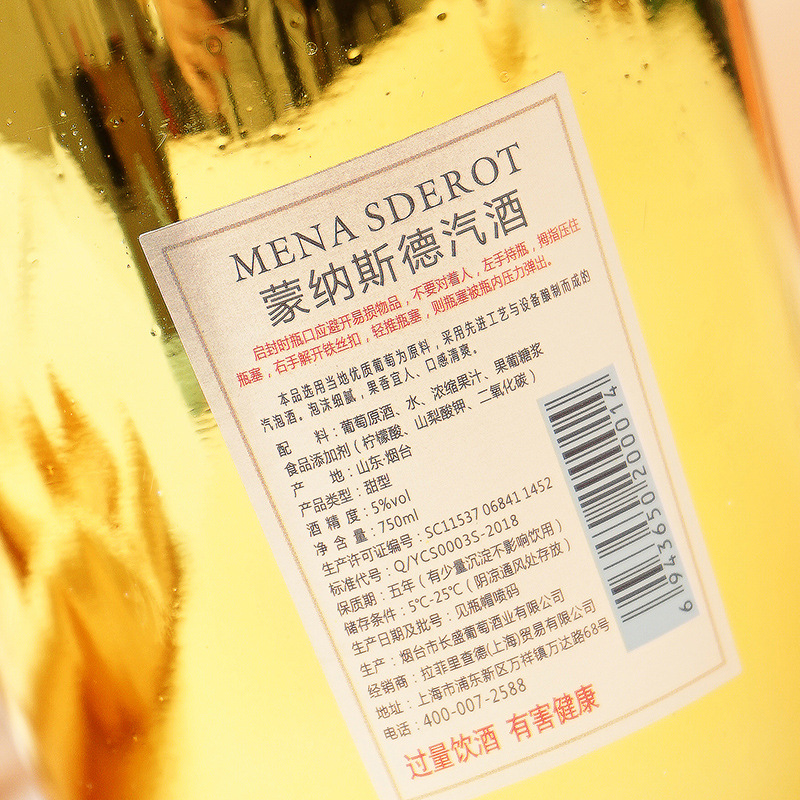 MENA SDEROT
蒙纳斯德汽酒
启封时瓶口应避开易损物品，不要对着人，左手持瓶，拇指压住
瓶塞，右手解开铁丝扣，轻推瓶塞，则瓶塞被瓶内压力弹出。
本品选用当地优质葡萄为原料，采用先进工艺与设备酿制而成的
汽泡酒。泡沫细腻，果香宜人、口感清爽。
配 料：葡萄原酒、水、浓缩果汁、果葡糖浆
食品添加剂（柠檬酸、山梨酸钾、二氧化碳）
产 地：山东·烟台
产品类型：甜型
酒 精 度：5%vol
净 含 量：750ml
生产许可证编号：SC11537 06841 1452
标准代号：Q/YCS0003S-2018
保质期：五年（有少量沉淀不影响饮用）
储存条件：5℃-25℃（阴凉通风处存放）
生产日期及批号：见瓶帽喷码
生产：烟台市长盛葡萄酒业有限公司
经销商：拉菲里查德(上海)贸易有限公司
地址：上海市浦东新区万祥镇万达路68号
电话：400-007-2588
过量饮酒 有害健康
6 943650 200014